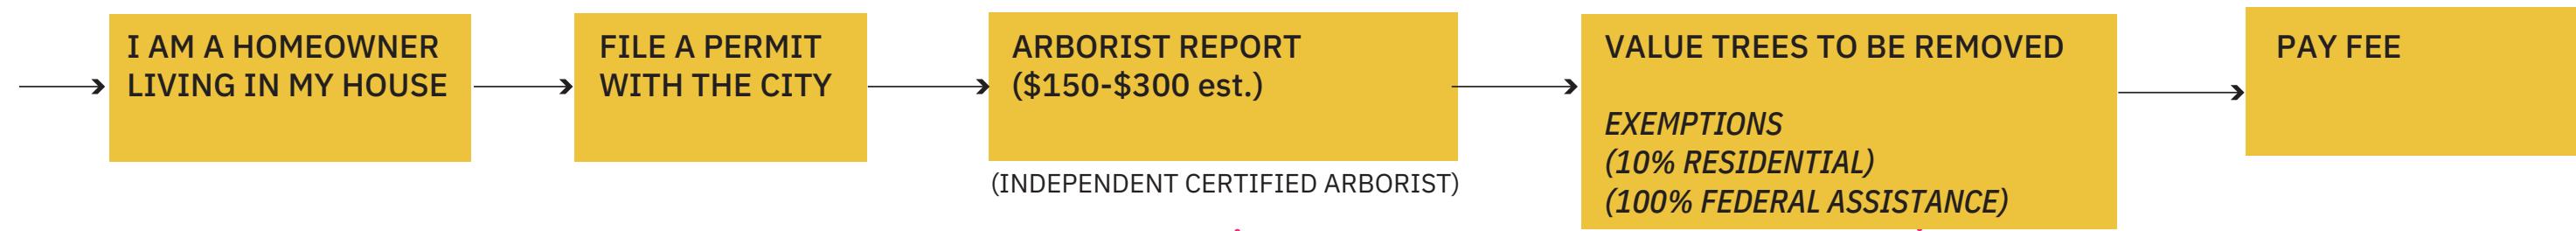 I AM A HOMEOWNER
LIVING IN MY HOUSE
FILE A PERMIT
WITH THE CITY
ARBORIST REPORT
($150-$300 est.)
(INDEPENDENT CERTIFIED ARBORIST)
VALUE TREES TO BE REMOVED
EXEMPTIONS
(10% RESIDENTIAL)
(100% FEDERAL ASSISTANCE)
PAY FEE